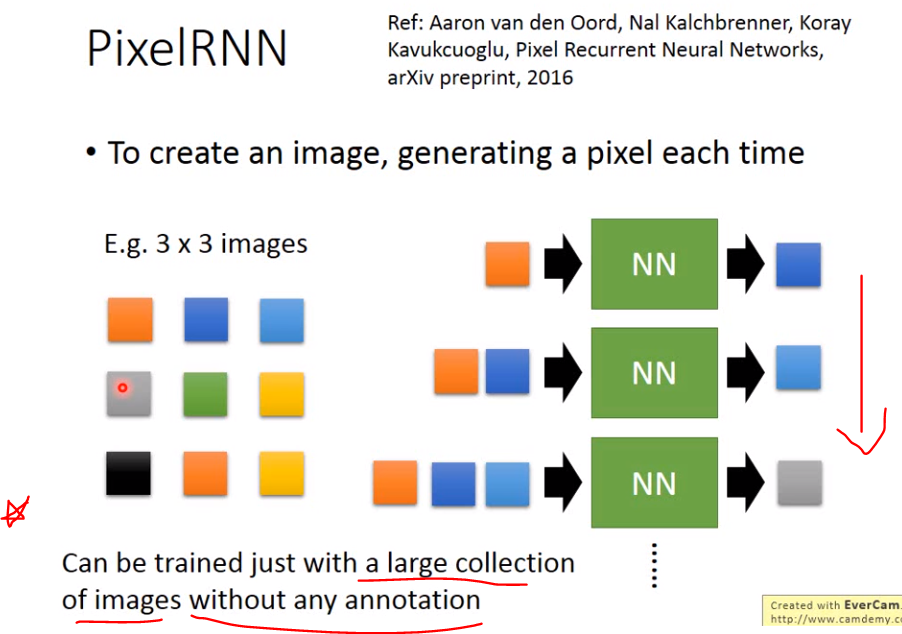 PixelRNN
Ref: Aaron van den Oord, Nal Kalchbrenner, Koray
Kavukcuoglu, Pixel Recurrent Neural Networks,
arXiv preprint, 2016
• To create an image, generating a pixel each time
E.g. 3 x 3 images
NN
NN
NN
Can be trained just with a large collection
of images without any annotation
Created with EverCam.
http://www.camdemy.co